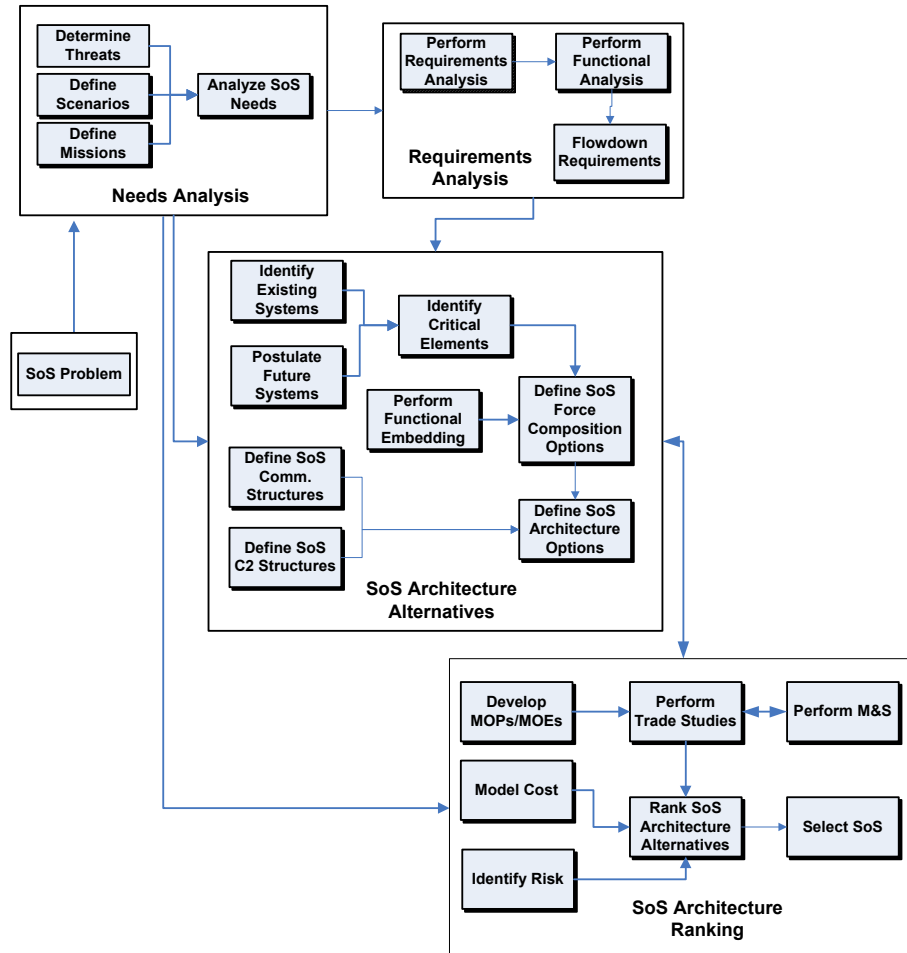 Determine
Threats
Define
Scenarios
Define
Missions
Analyze SoS
Needs
Needs Analysis
Perform
Requirements
Analysis
Perform
Functional
Analysis
Flowdown
Requirements
Requirements
Analysis
SoS Problem
Identify
Existing
Systems
Postulate
Future
Systems
Identify
Critical
Elements
Perform
Functional
Embedding
Define SoS
Force
Composition
Options
Define SoS
Comm.
Structures
Define SoS
C2 Structures
Define SoS
Architecture
Options
SoS Architecture
Alternatives
Develop
MOPs/MOEs
Perform
Trade Studies
Perform M&S
Model Cost
Rank SoS
Architecture
Alternatives
Select SoS
Identify Risk
SoS Architecture
Ranking